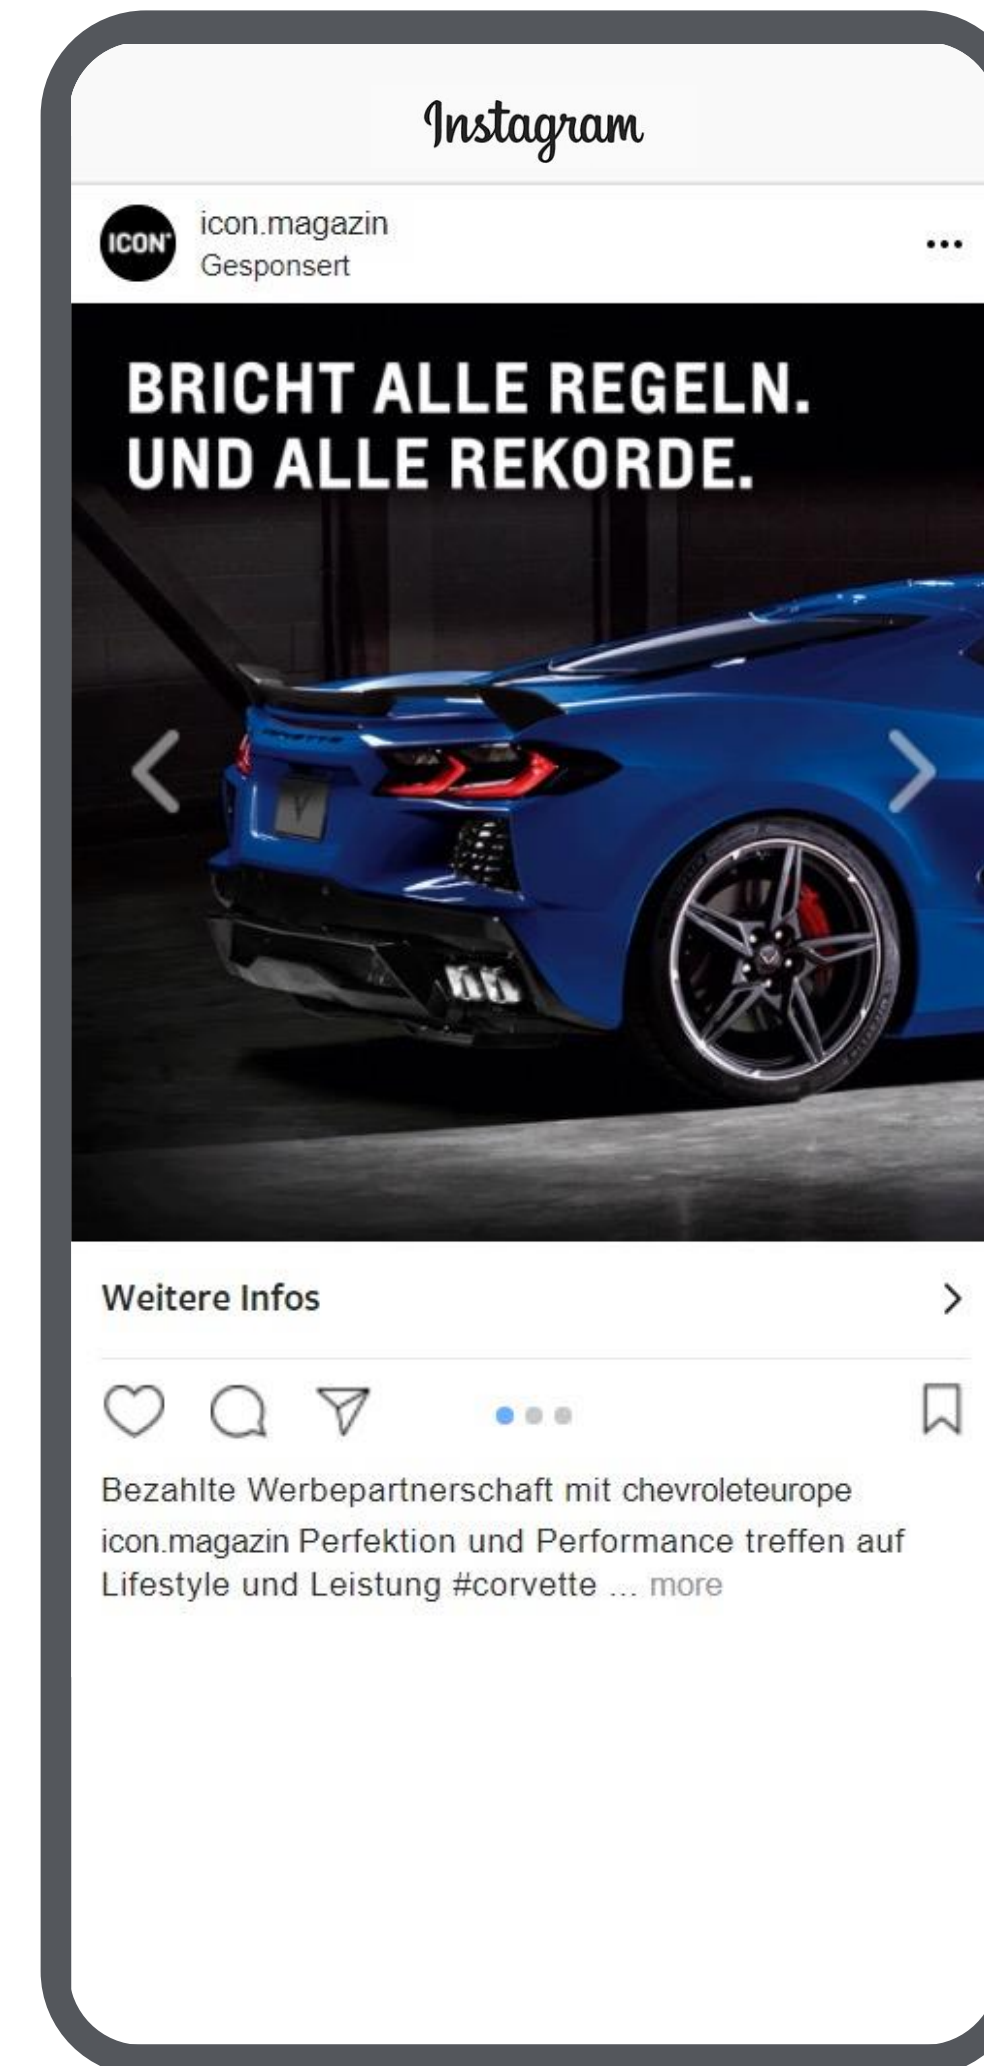 Instagram
ICON
icon.magazin
Gesponsert
BRICHT ALLE REGELN.
UND ALLE REKORDE.
CORVETTE
Weitere Infos
Bezahlte Werbepartnerschaft mit chevroleteurope
icon.magazin Perfektion und Performance treffen auf
Lifestyle und Leistung #corvette ... more